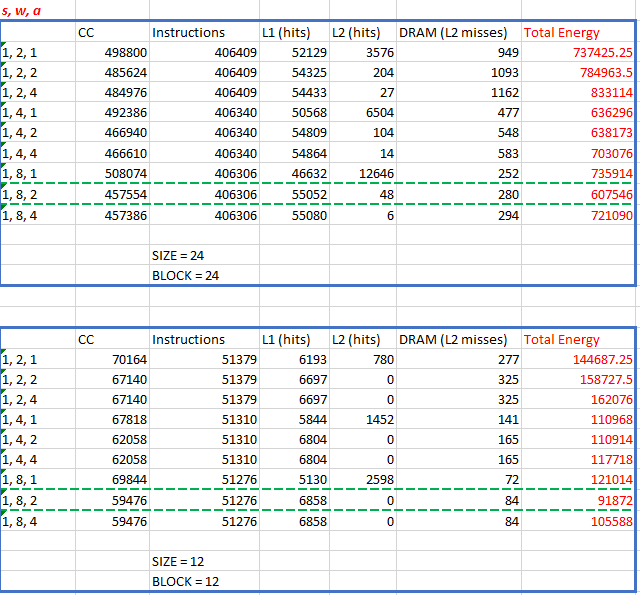 s, w, a
CC Instructions L1 (hits) L2 (hits) DRAM (L2 misses) Total Energy
1, 2, 1 498800 406409 52129 3576 949 737425.25
1, 2, 2 485624 406409 54325 204 1093 784963.5
1, 2, 4 484976 406409 54433 27 1162 833114
1, 4, 1 492386 406340 50568 6504 477 636296
1, 4, 2 466940 406340 54809 104 548 638173
1, 4, 4 466610 406340 54864 14 583 703076
1, 8, 1 508074 406306 46632 12646 252 735914
1, 8, 2 457554 406306 55052 48 280 607546
1, 8, 4 457386 406306 55080 6 294 721090
SIZE = 24
BLOCK = 24
CC Instructions L1 (hits) L2 (hits) DRAM (L2 misses) Total Energy
1, 2, 1 70164 51379 6193 780 277 144687.25
1, 2, 2 67140 51379 6697 0 325 158727.5
1, 2, 4 67140 51379 6697 0 325 162076
1, 4, 1 67818 51310 5844 1452 141 110968
1, 4, 2 62058 51310 6804 0 165 110914
1, 4, 4 62058 51310 6804 0 165 117718
1, 8, 1 69844 51276 5130 2598 72 121014
1, 8, 2 59476 51276 6858 0 84 91872
1, 8, 4 59476 51276 6858 0 84 105588
SIZE = 12
BLOCK = 12